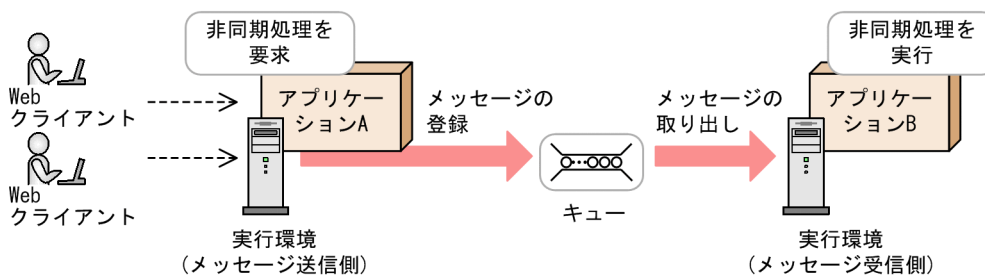 非同期処理を
要求
非同期処理を
実行
Web
クライアント
Web
クライアント
アプリケー
ションA
メッセージの
登録
メッセージの
取り出し
アプリケー
ションB
キュー
実行環境
(メッセージ送信側)
実行環境
(メッセージ受信側)